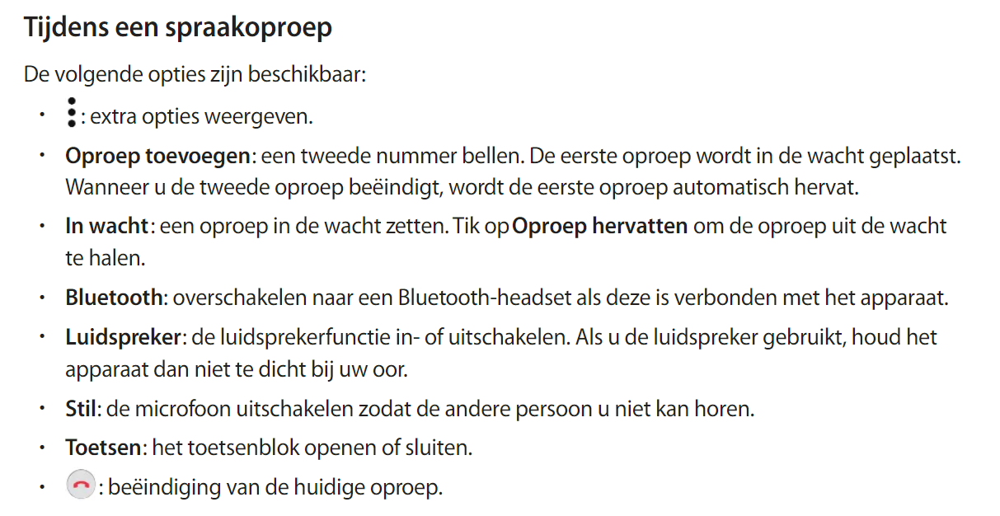 Tijdens een spraakoproep
De volgende opties zijn beschikbaar:
• : extra opties weergeven.
• Oproep toevoegen: een tweede nummer bellen. De eerste oproep wordt in de wacht geplaatst.
Wanneer u de tweede oproep beëindigt, wordt de eerste oproep automatisch hervat.
• In wacht: een oproep in de wacht zetten. Tik op Oproep hervatten om de oproep uit de wacht
te halen.
• Bluetooth: overschakelen naar een Bluetooth-headset als deze is verbonden met het apparaat.
• Luidspreker: de luidsprekerfunctie in- of uitschakelen. Als u de luidspreker gebruikt, houd het
apparaat dan niet te dicht bij uw oor.
• Stil: de microfoon uitschakelen zodat de andere persoon u niet kan horen.
• Toetsen: het toetsenblok openen of sluiten.
• : beëindiging van de huidige oproep.